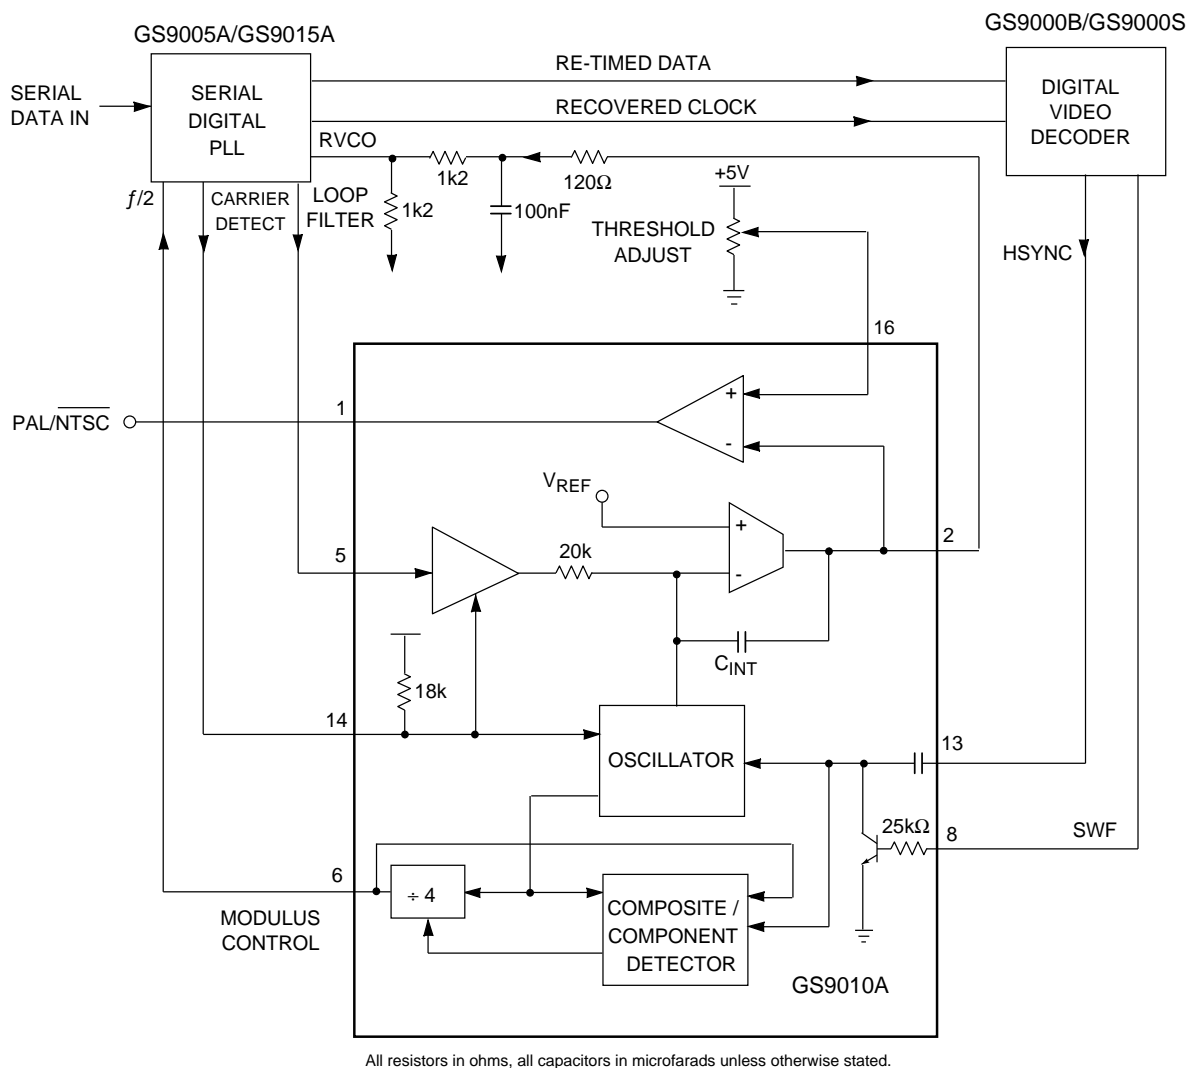 GS9005A/GS9015A
GS9000B/GS9000S
SERIAL
DATA IN
SERIAL
DIGITAL
PLL
RE-TIMED DATA
RECOVERED CLOCK
DIGITAL
VIDEO
DECODER
RVCO
ƒ/2
CARRIER
DETECT
LOOP
FILTER
1k2
1k2
120Ω
100nF
+5V
THRESHOLD
ADJUST
HSYNC
16
PAL/NTSC
1
+
-
VREF
+
-
2
5
20k
CINT
18k
14
OSCILLATOR
13
25kΩ
8
SWF
6
÷ 4
MODULUS
CONTROL
COMPOSITE /
COMPONENT
DETECTOR
GS9010A
All resistors in ohms, all capacitors in microfarads unless otherwise stated.